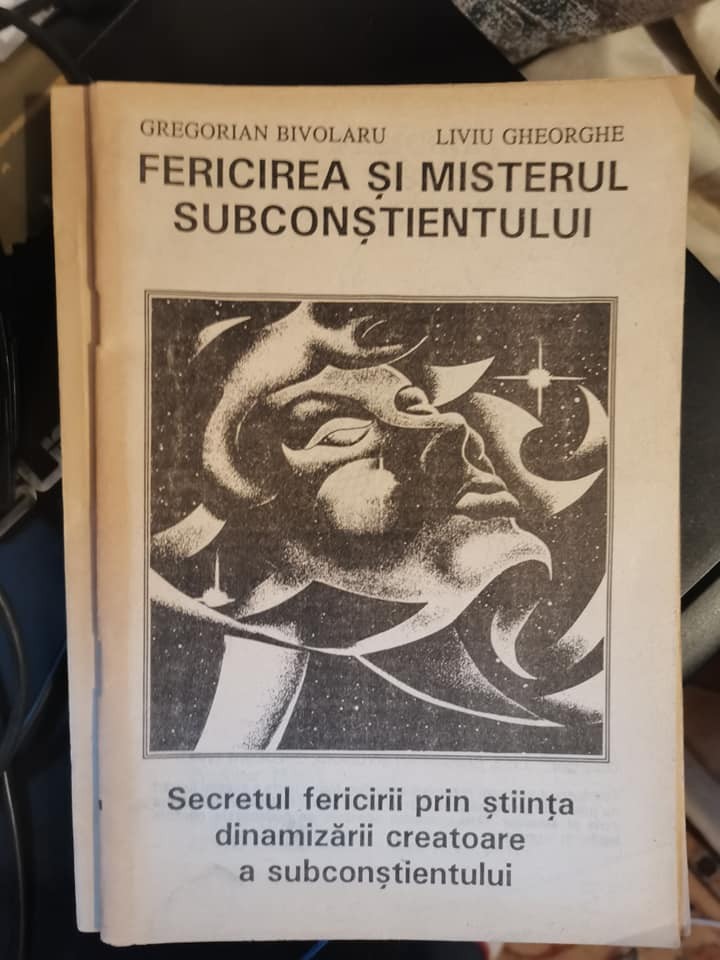 GREGORIAN BIVOLARU LIVIU GHEORGHE
FERICIREA ȘI MISTERUL
SUBCONȘTIENTULUI
Secretul fericirii prin știința
dinamizării creatoare
a subconștientului